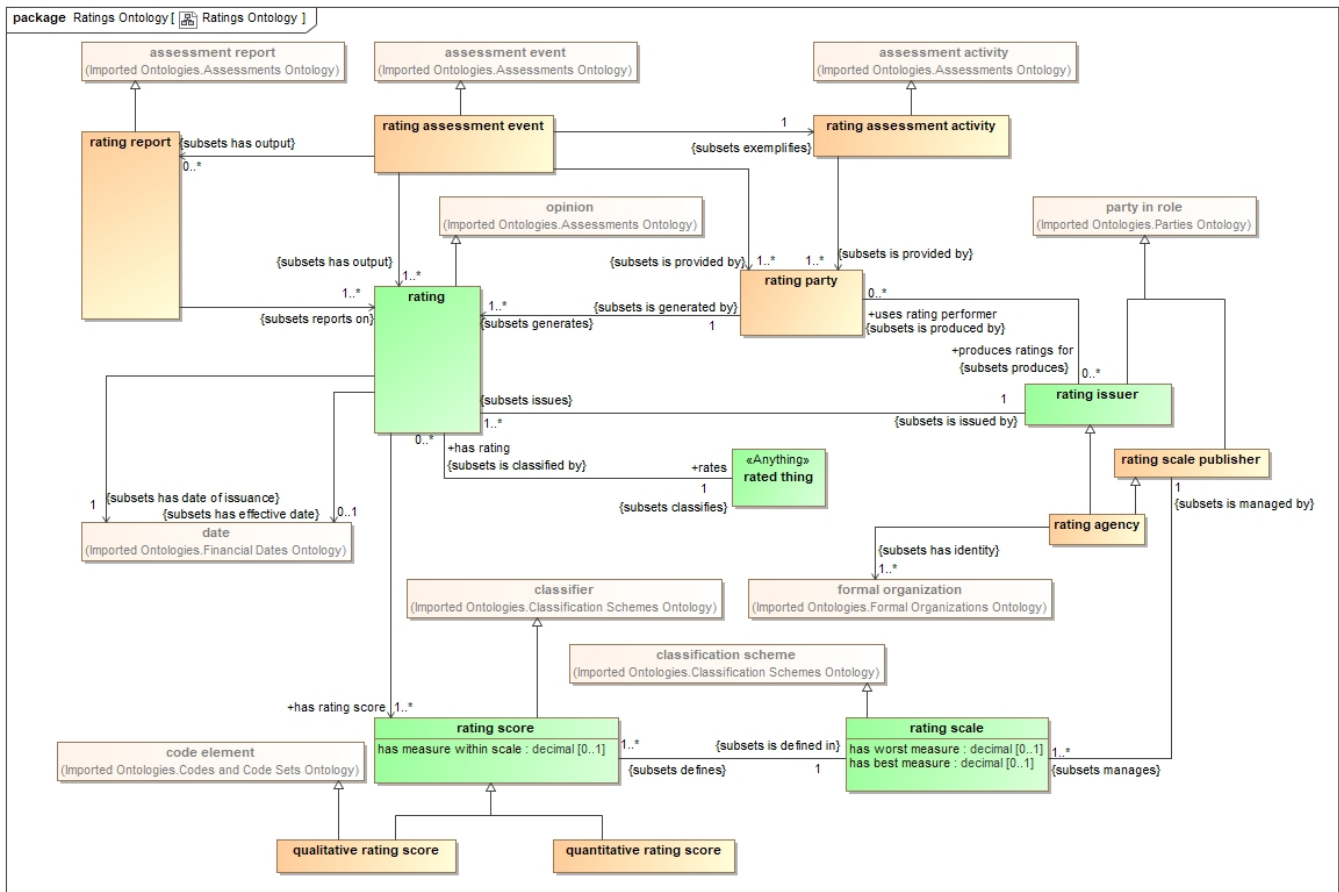 package Ratings Ontology [ Ratings Ontology ]
assessment report
(Imported Ontologies.Assessments Ontology)
assessment event
(Imported Ontologies.Assessments Ontology)
assessment activity
(Imported Ontologies.Assessments Ontology)
rating report
rating assessment event
rating assessment activity
{subsets has output}
0..*
1
{subsets exemplifies}
opinion
(Imported Ontologies.Assessments Ontology)
party in role
(Imported Ontologies.Parties Ontology)
{subsets has output}
1..*
{subsets is provided by}
1..*
1..*
{subsets is provided by}
rating
rating party
1..*
{subsets reports on}
1..*
{subsets generates}
{subsets is generated by}
1
0..*
+uses rating performer
{subsets is produced by}
+produces ratings for
{subsets produces}
0..*
rating issuer
{subsets issues}
1..*
1
{subsets is issued by}
0..*
+has rating
{subsets is classified by}
+rates
1
{subsets classifies}
«Anything»
rated thing
rating scale publisher
1
{subsets is managed by}
1
{subsets has date of issuance}
{subsets has effective date}
0..1
date
(Imported Ontologies.Financial Dates Ontology)
rating agency
{subsets has identity}
1..*
classifier
(Imported Ontologies.Classification Schemes Ontology)
formal organization
(Imported Ontologies.Formal Organizations Ontology)
classification scheme
(Imported Ontologies.Classification Schemes Ontology)
+has rating score
1..*
rating score
has measure within scale : decimal [0..1]
1..*
{subsets defines}
{subsets is defined in}
1
rating scale
has worst measure : decimal [0..1]
has best measure : decimal [0..1]
1..*
{subsets manages}
code element
(Imported Ontologies.Codes and Code Sets Ontology)
qualitative rating score
quantitative rating score